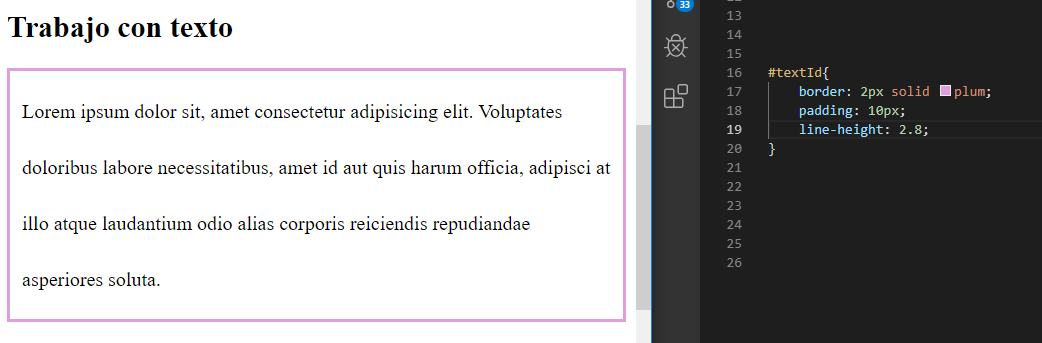 Trabajo con texto
Lorem ipsum dolor sit, amet consectetur adipisicing elit. Voluptates
doloribus labore necessitatibus, amet id aut quis harum officia, adipisci at
illo atque laudantium odio alias corporis reiciendis repudiandae
asperiores soluta.
33
13
14
15
16 #textId{
17 border: 2px solid plum;
18 padding: 10px;
19 line-height: 2.8;
20 }
21
22
23
24
25
26